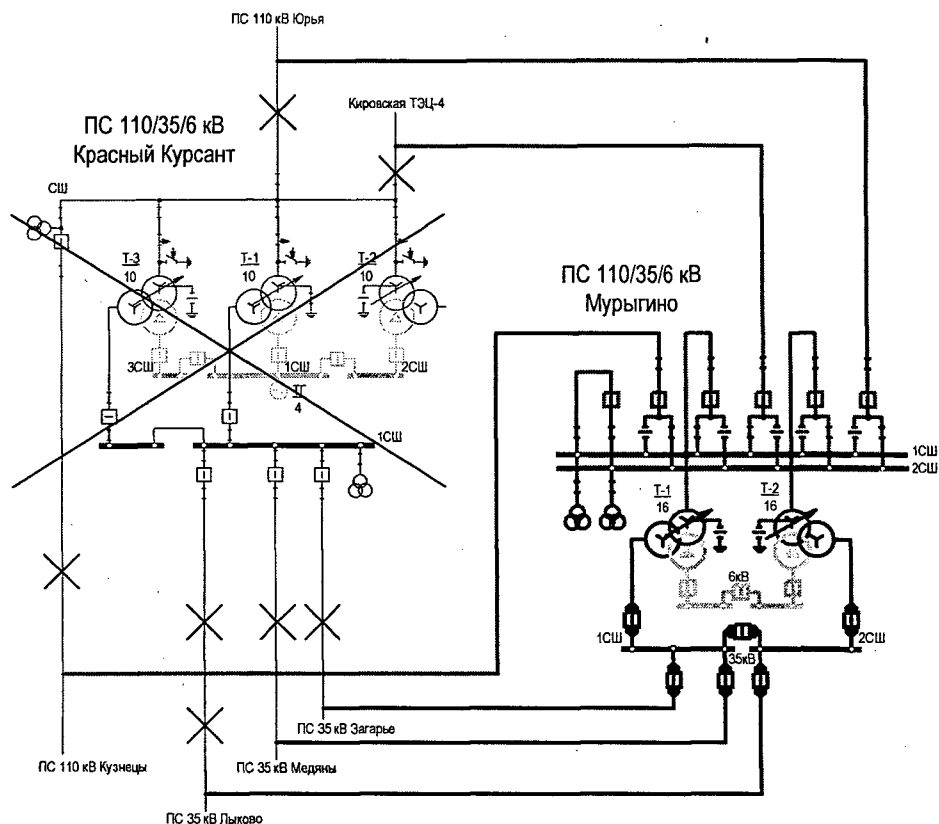 ПС 110 кВ Юрья
Кировская ТЭЦ-4
ПС 110/35/6 кВ
Красный Курсант
СШ
Т-3
10
Т-1
10
Т-2
10
ПС 110/35/6 кВ
Мурыгино
3СШ
1СШ
2СШ
4
1СШ
1СШ
2СШ
Т-1
16
Т-2
16
6кВ
1СШ
2СШ
35кВ
ПС 35 кВ Загарье
ПС 110 кВ Кузнецы
ПС 35 кВ Медяны
ПС 35 кВ Лыково